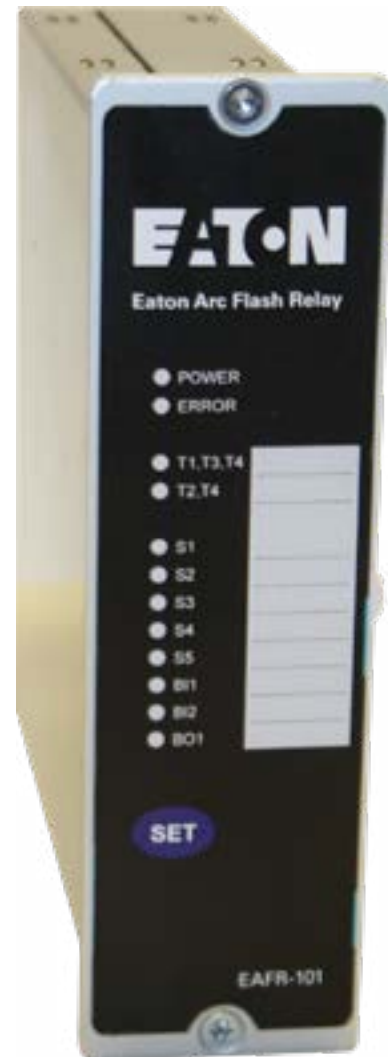 EATON
Eaton Arc Flash Relay
POWER
ERROR
T1,T3,T4
T2,T4
S1
S2
S3
S4
S5
BI1
BI2
BO1
SET
EAFR-101